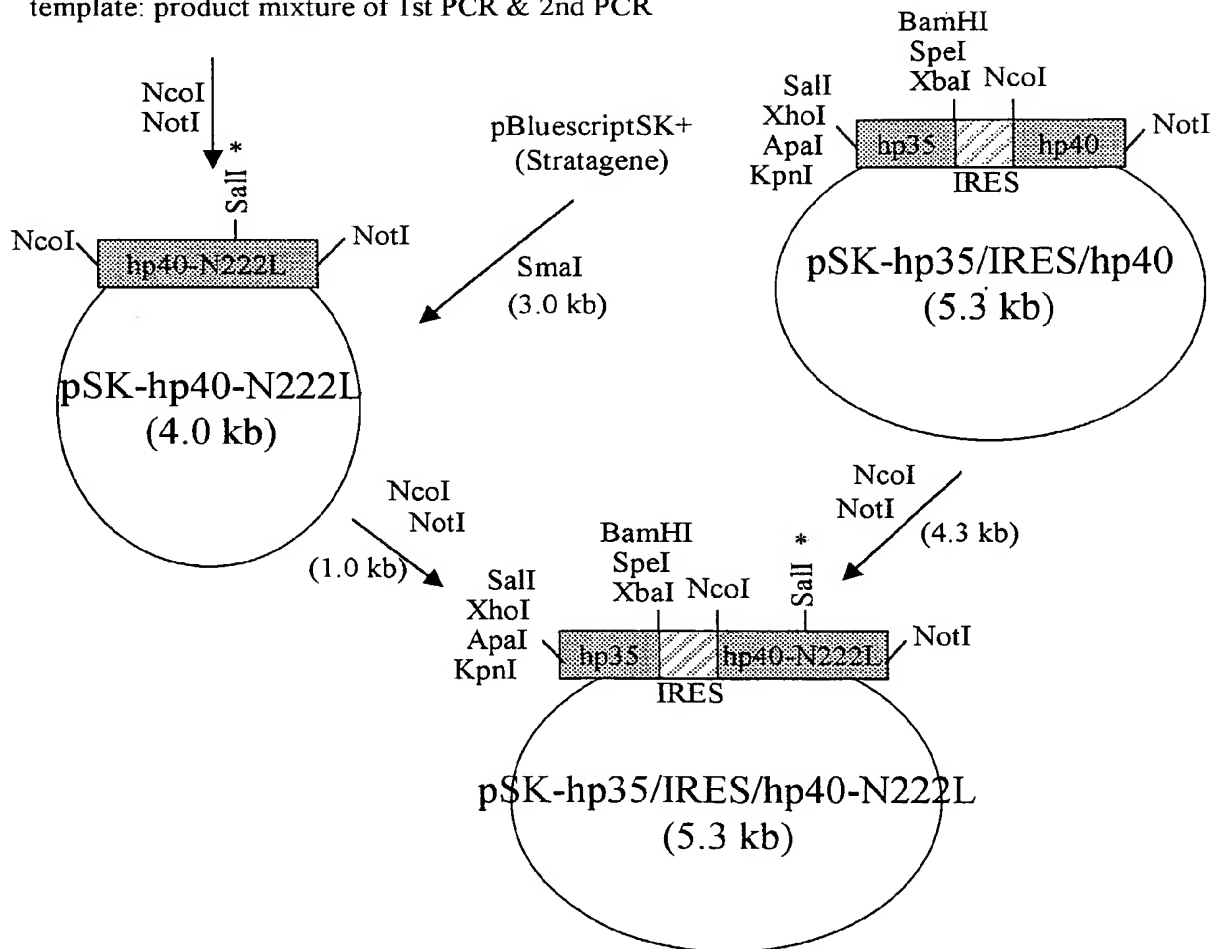 template: product mixture of 1st PCR & 2nd PCR
NcoI
NotI
SalI *
NcoI
NotI
hp40-N222L
pSK-hp40-N222L
(4.0 kb)
pBluescriptSK+
(Stratagene)
SmaI
(3.0 kb)
BamHI
SpeI
XbaI
NcoI
SalI
XhoI
ApaI
KpnI
NotI
hp35
hp40
IRES
pSK-hp35/IRES/hp40
(5.3 kb)
NcoI
NotI
(1.0 kb)
NcoI
NotI
(4.3 kb)
BamHI
SpeI
XbaI
NcoI
SalI *
SalI
XhoI
ApaI
KpnI
NotI
hp35
hp40-N222L
IRES
pSK-hp35/IRES/hp40-N222L
(5.3 kb)